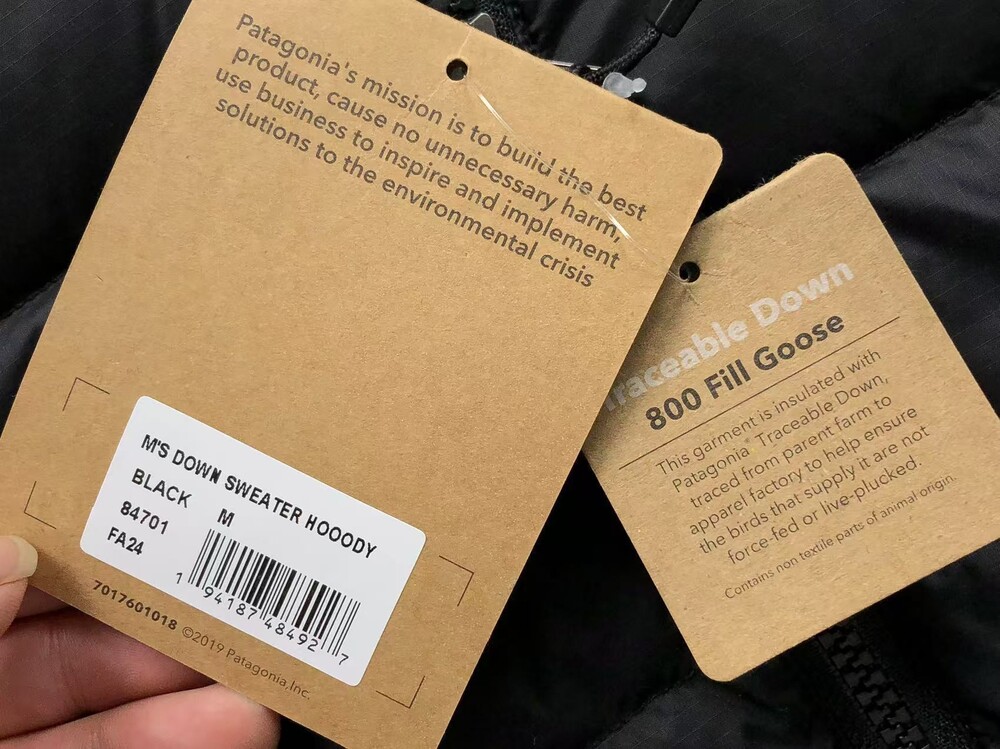 Patagonia's mission is to build the best
product, cause no unnecessary harm,
use business to inspire and implement
solutions to the environmental crisis
M'S DOWN SWEATER HOOODY
BLACK M
84701
FA24
1 94187 48492 7
7017601018 ©2019 Patagonia, Inc.
Traceable Down
800 Fill Goose
This garment is insulated with
Patagonia Traceable Down,
traced from parent farm to
apparel factory to help ensure
the birds that supply it are not
force-fed or live-plucked.
Contains non textile parts of animal origin.